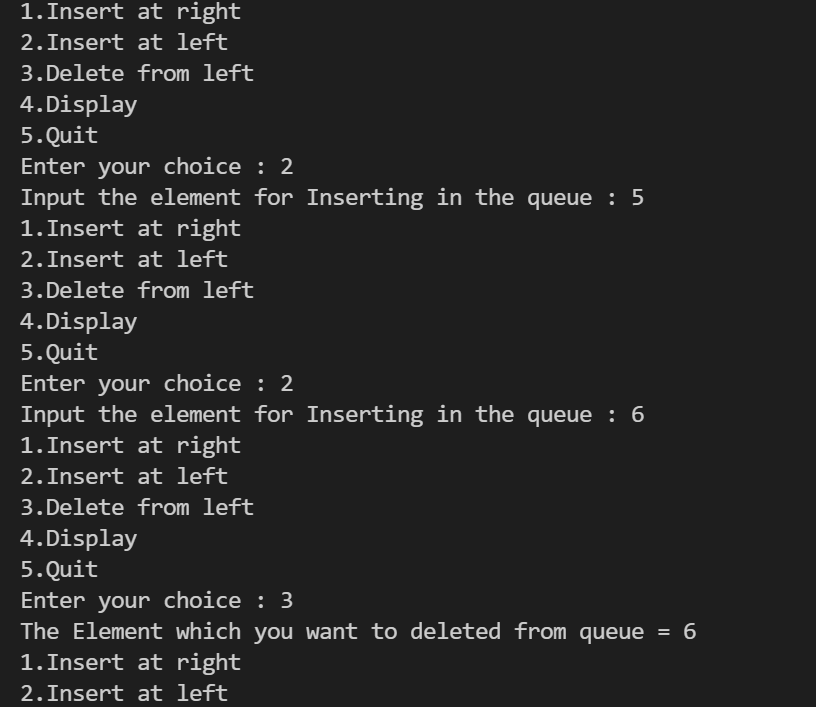 1.Insert at right
2.Insert at left
3.Delete from left
4.Display
5.Quit
Enter your choice : 2
Input the element for Inserting in the queue : 5
1.Insert at right
2.Insert at left
3.Delete from left
4.Display
5.Quit
Enter your choice : 2
Input the element for Inserting in the queue : 6
1.Insert at right
2.Insert at left
3.Delete from left
4.Display
5.Quit
Enter your choice : 3
The Element which you want to deleted from queue = 6
1.Insert at right
2.Insert at left